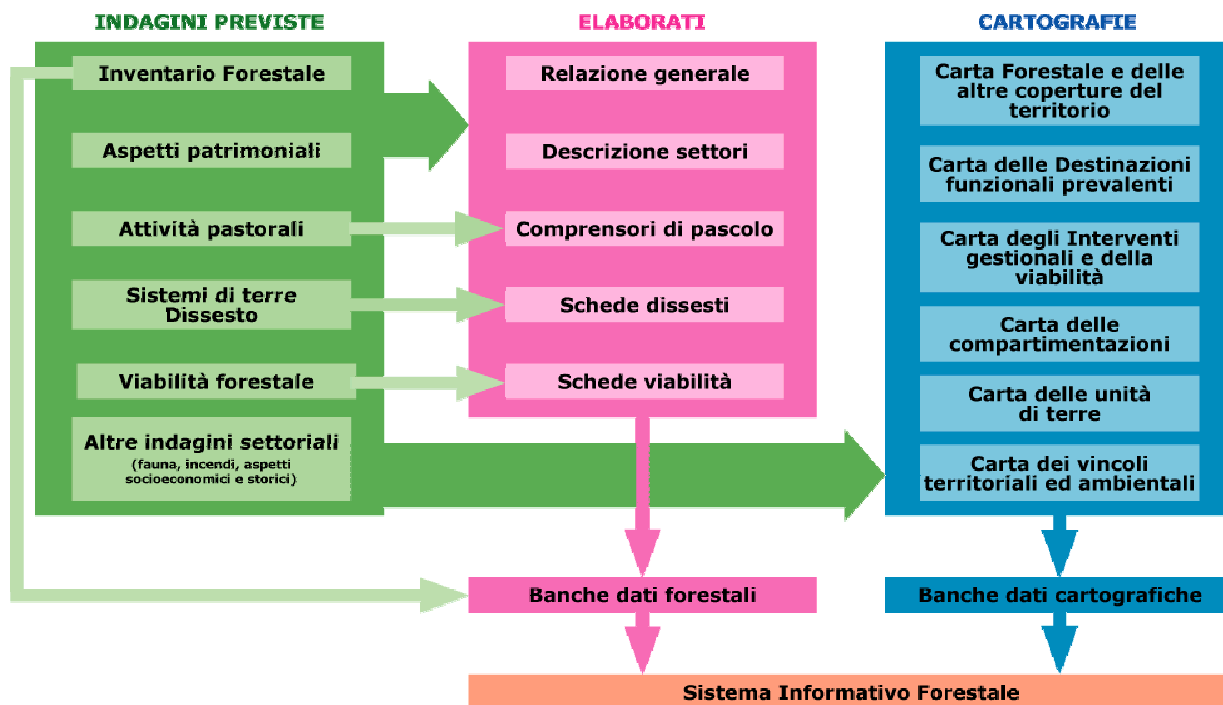 INDAGINI PREVISTE
Inventario Forestale
Aspetti patrimoniali
Attività pastorali
Sistemi di terre
Dissesto
Viabilità forestale
Altre indagini settoriali
(fauna, incendi, aspetti
socioeconomici e storici)
ELABORATI
Relazione generale
Descrizione settori
Comprensori di pascolo
Schede dissesti
Schede viabilità
CARTOGRAFIE
Carta Forestale e delle
altre coperture del
territorio
Carta delle Destinazioni
funzionali prevalenti
Carta degli Interventi
gestionali e della
viabilità
Carta delle
compartimentazioni
Carta delle unità
di terre
Carta dei vincoli
territoriali ed ambientali
Banche dati forestali
Banche dati cartografiche
Sistema Informativo Forestale